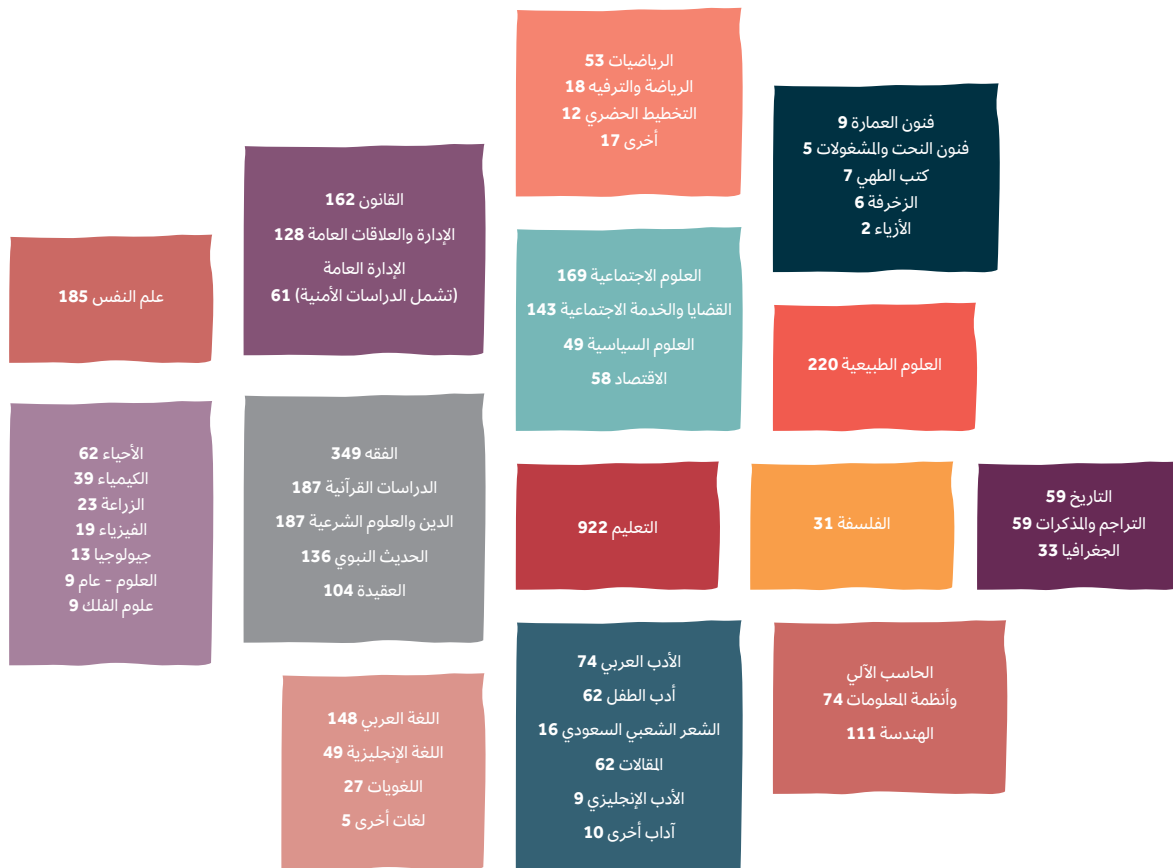 الرياضيات 53
الرياضة والترفيه 18
التخطيط الحضري 12
أخرى 17
فنون العمارة 9
فنون النحت والمشغولات 5
كتب الطهي 7
الزخرفة 6
الأزياء 2
القانون 162
الإدارة والعلاقات العامة 128
الإدارة العامة
(تشمل الدراسات الأمنية) 61
علم النفس 185
العلوم الاجتماعية 169
القضايا والخدمة الاجتماعية 143
العلوم السياسية 49
الاقتصاد 58
العلوم الطبيعية 220
التاريخ 59
التراجم والمذكرات 59
الجغرافيا 33
الفلسفة 31
التعليم 922
الفقه 349
الدراسات القرآنية 187
الدين والعلوم الشرعية 187
الحديث النبوي 136
العقيدة 104
الأحياء 62
الكيمياء 39
الزراعة 23
الفيزياء 19
جيولوجيا 13
العلوم - عام 9
علوم الفلك 9
الحاسب الآلي
وأنظمة المعلومات 74
الهندسة 111
الأدب العربي 74
أدب الطفل 62
الشعر الشعبي السعودي 16
المقالات 62
الأدب الإنجليزي 9
آداب أخرى 10
اللغة العربي 148
اللغة الإنجليزية 49
اللغويات 27
لغات أخرى 5